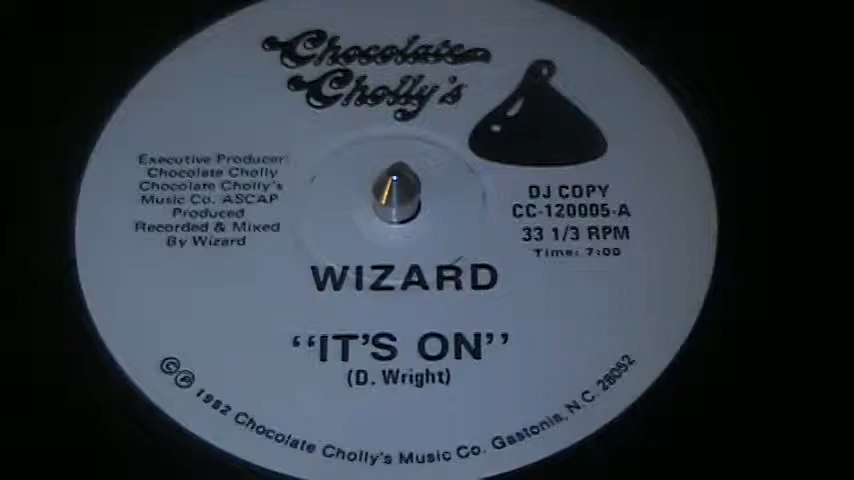 Chocolate
Cholly's
Executive Producer:
Chocolate Cholly
Chocolate Cholly's
Music Co. ASCAP
Produced
Recorded & Mixed
By Wizard
DJ COPY
CC-120005-A
33 1/3 RPM
Time: 7:00
WIZARD
“IT'S ON”
(D. Wright)
©℗ 1982 Chocolate Cholly's Music Co. Gastonia, N.C. 28052